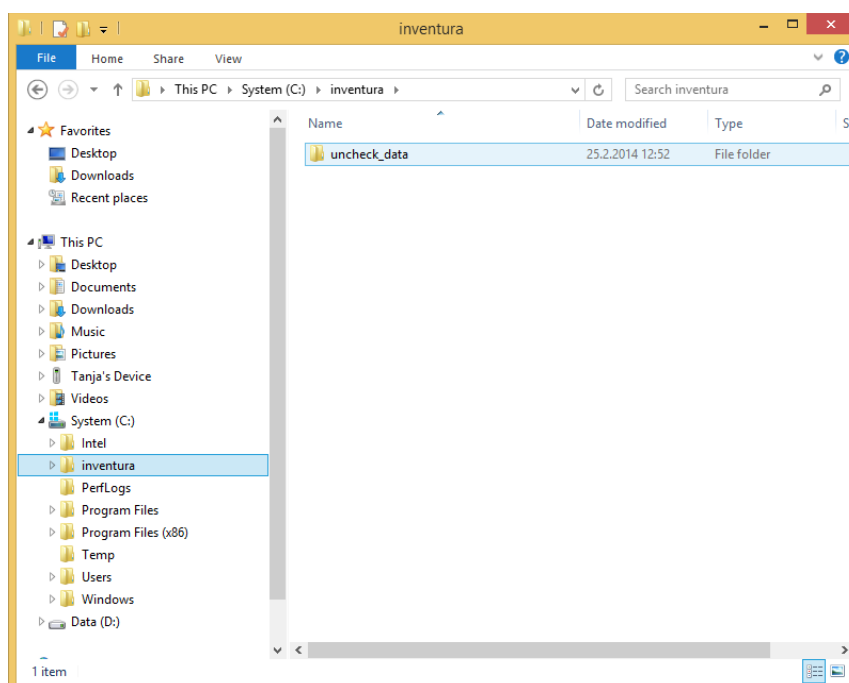 inventura
File Home Share View
This PC System (C:) inventura Search inventura
Name Date modified Type S
uncheck_data 25.2.2014 12:52 File folder
Favorites
Desktop
Downloads
Recent places
This PC
Desktop
Documents
Downloads
Music
Pictures
Tanja's Device
Videos
System (C:)
Intel
inventura
PerfLogs
Program Files
Program Files (x86)
Temp
Users
Windows
Data (D:)
1 item